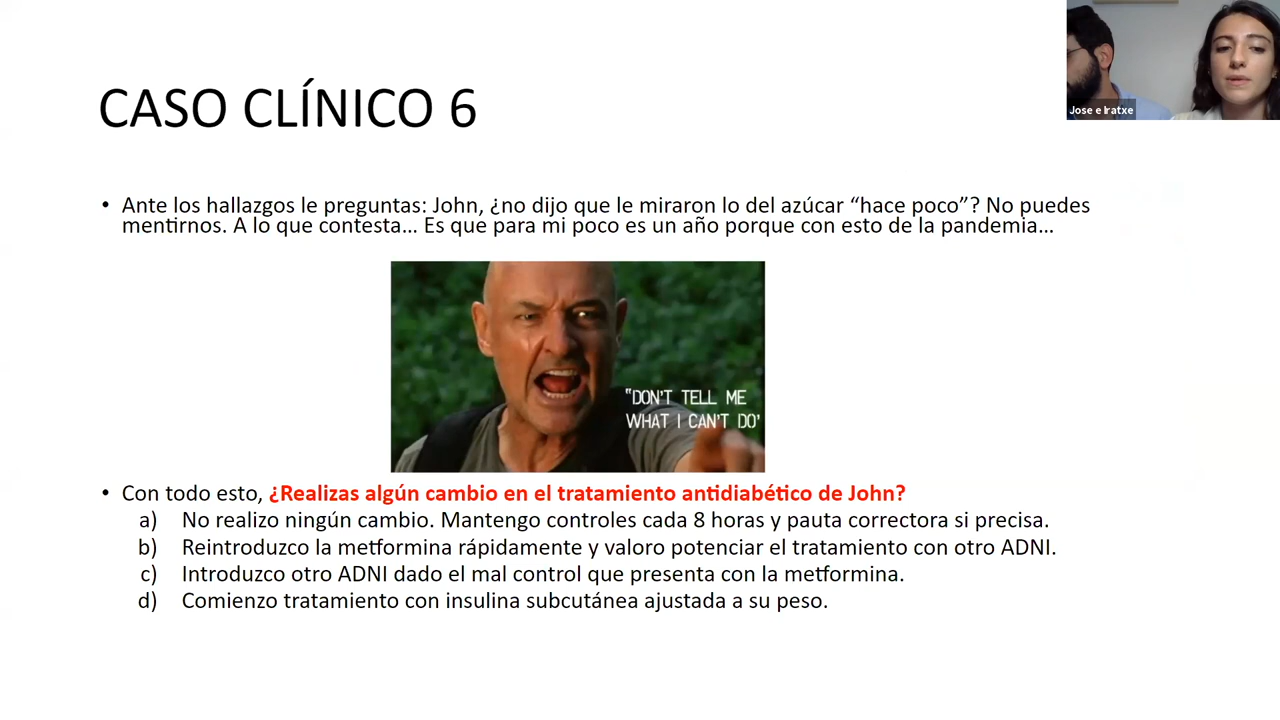 CASO CLÍNICO 6
Jose e Iratxe
• Ante los hallazgos le preguntas: John, ¿no dijo que le miraron lo del azúcar “hace poco”? No puedes
mentirnos. A lo que contesta… Es que para mi poco es un año porque con esto de la pandemia…
"DON'T TELL ME
WHAT I CAN'T DO'
• Con todo esto, ¿Realizas algún cambio en el tratamiento antidiabético de John?
a) No realizo ningún cambio. Mantengo controles cada 8 horas y pauta correctora si precisa.
b) Reintroduzco la metformina rápidamente y valoro potenciar el tratamiento con otro ADNI.
c) Introduzco otro ADNI dado el mal control que presenta con la metformina.
d) Comienzo tratamiento con insulina subcutánea ajustada a su peso.